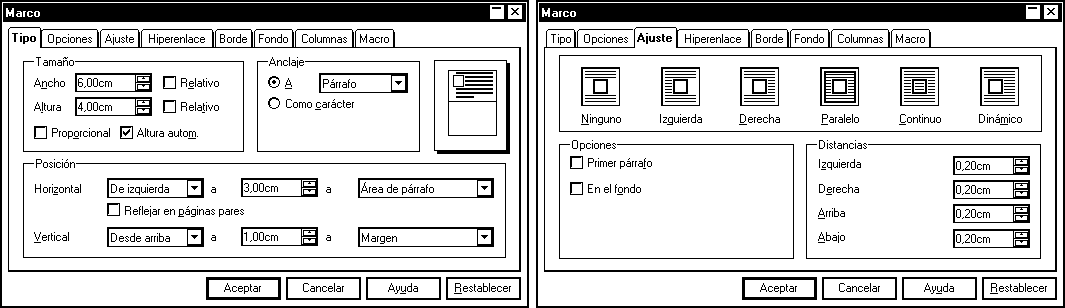 Marco
Tipo Opciones Ajuste Hiperenlace Borde Fondo Columnas Macro
Tamaño
Ancho 6,00cm Relativo
Altura 4,00cm Relativo
Proporcional Altura autom.
Anclaje
A Párrafo
Como carácter
Posición
Horizontal De izquierda a 3,00cm a Área de párrafo
Reflejar en páginas pares
Vertical Desde arriba a 1,00cm a Margen
Aceptar Cancelar Ayuda Restablecer
Marco
Tipo Opciones Ajuste Hiperenlace Borde Fondo Columnas Macro
Ninguno Izquierda Derecha Paralelo Continuo Dinámico
Opciones
Primer párrafo
En el fondo
Distancias
Izquierda 0,20cm
Derecha 0,20cm
Arriba 0,20cm
Abajo 0,20cm
Aceptar Cancelar Ayuda Restablecer